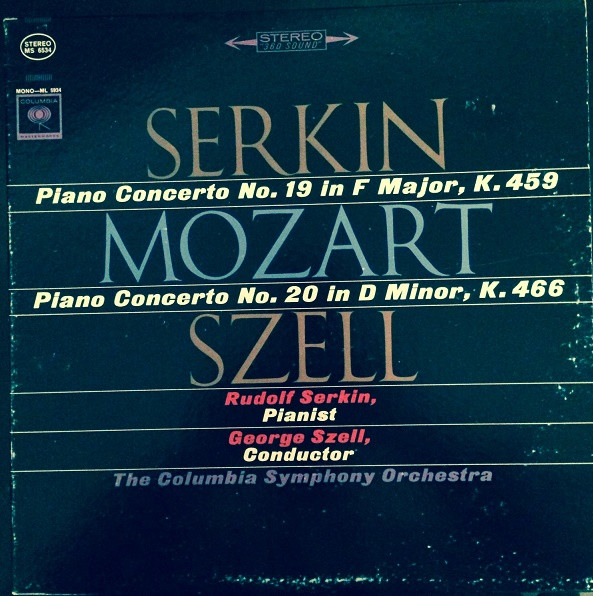 STEREO
"360 SOUND"
STEREO
MS 6534
MONO—ML 5934
COLUMBIA
MASTERWORKS
SERKIN
Piano Concerto No. 19 in F Major, K. 459
MOZART
Piano Concerto No. 20 in D Minor, K. 466
SZELL
Rudolf Serkin,
Pianist
George Szell,
Conductor
The Columbia Symphony Orchestra